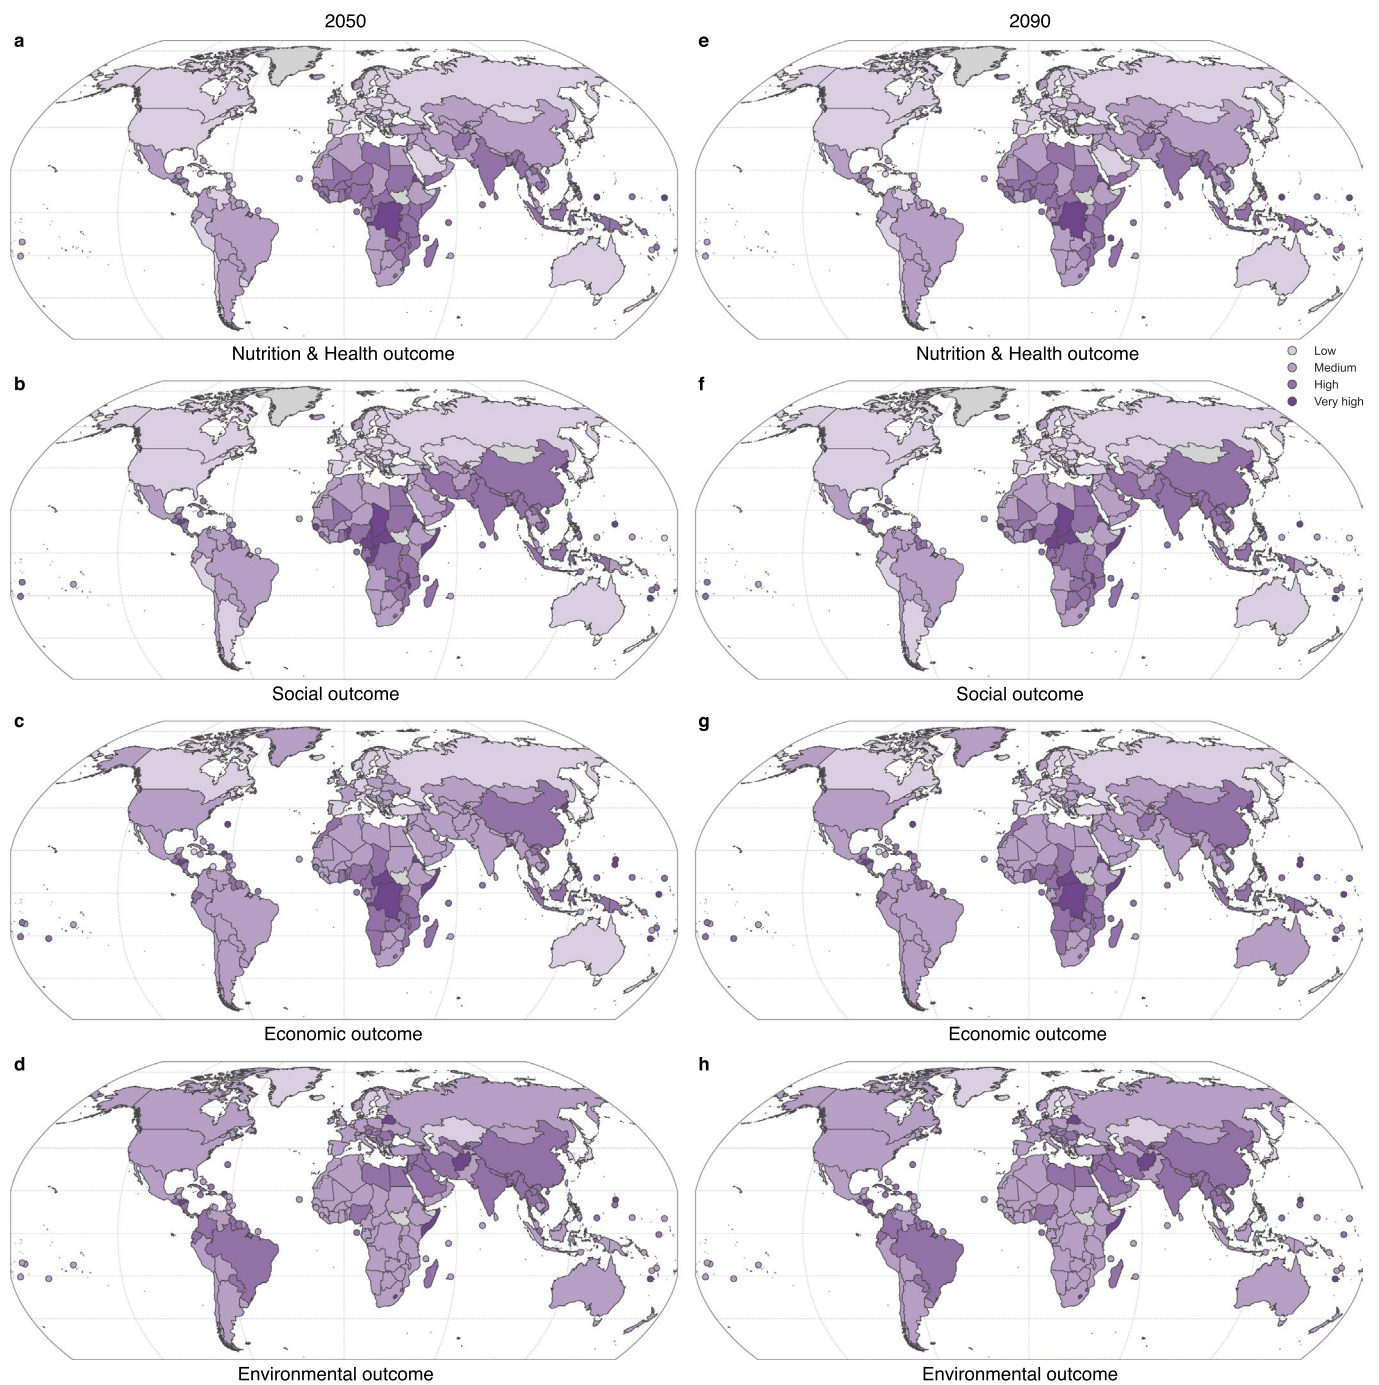 2050
2090
a
e
Nutrition & Health outcome
Nutrition & Health outcome
Low
Medium
High
Very high
b
f
Social outcome
Social outcome
c
g
Economic outcome
Economic outcome
d
h
Environmental outcome
Environmental outcome